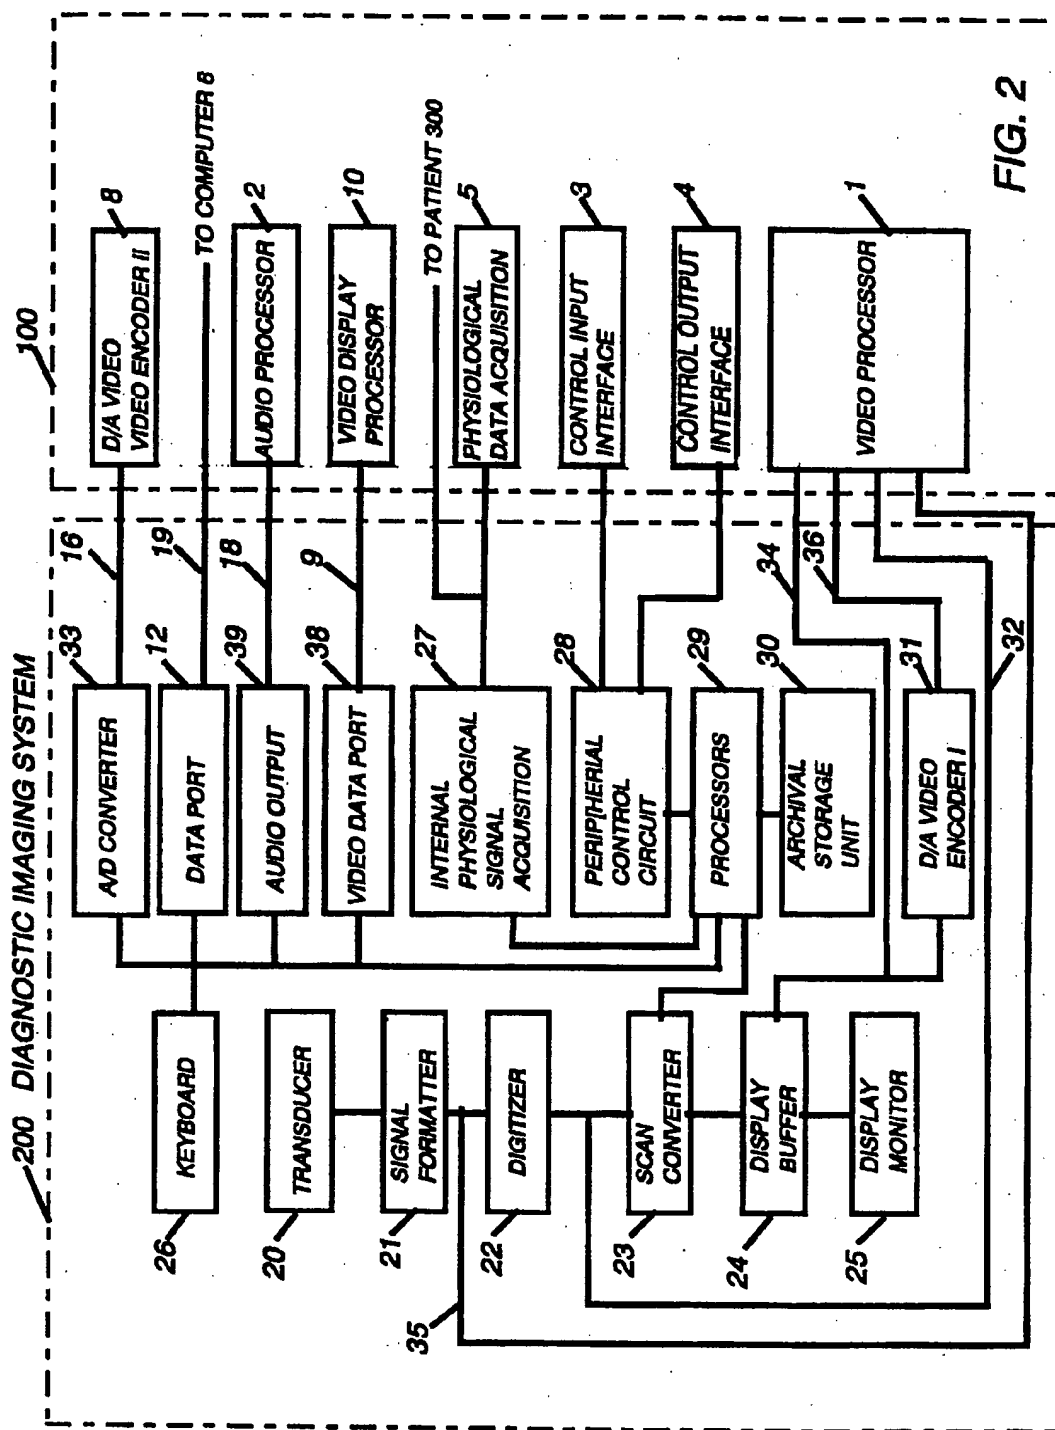 200 DIAGNOSTIC IMAGING SYSTEM
100
26
KEYBOARD
20
TRANSDUCER
21
SIGNAL
FORMATTER
22
DIGITIZER
23
SCAN
CONVERTER
24
DISPLAY
BUFFER
25
DISPLAY
MONITOR
35
33
A/D CONVERTER
12
DATA PORT
39
AUDIO OUTPUT
38
VIDEO DATA PORT
27
INTERNAL
PHYSIOLOGICAL
SIGNAL
ACQUISITION
28
PERIPHERIAL
CONTROL
CIRCUIT
29
PROCESSORS
30
ARCHIVAL
STORAGE
UNIT
31
D/A VIDEO
ENCODER I
32
16
19
18
9
34
36
8
D/A VIDEO
VIDEO ENCODER II
TO COMPUTER 6
2
AUDIO PROCESSOR
10
VIDEO DISPLAY
PROCESSOR
TO PATIENT 300
5
PHYSIOLOGICAL
DATA ACQUISITION
3
CONTROL INPUT
INTERFACE
4
CONTROL OUTPUT
INTERFACE
1
VIDEO PROCESSOR
FIG. 2